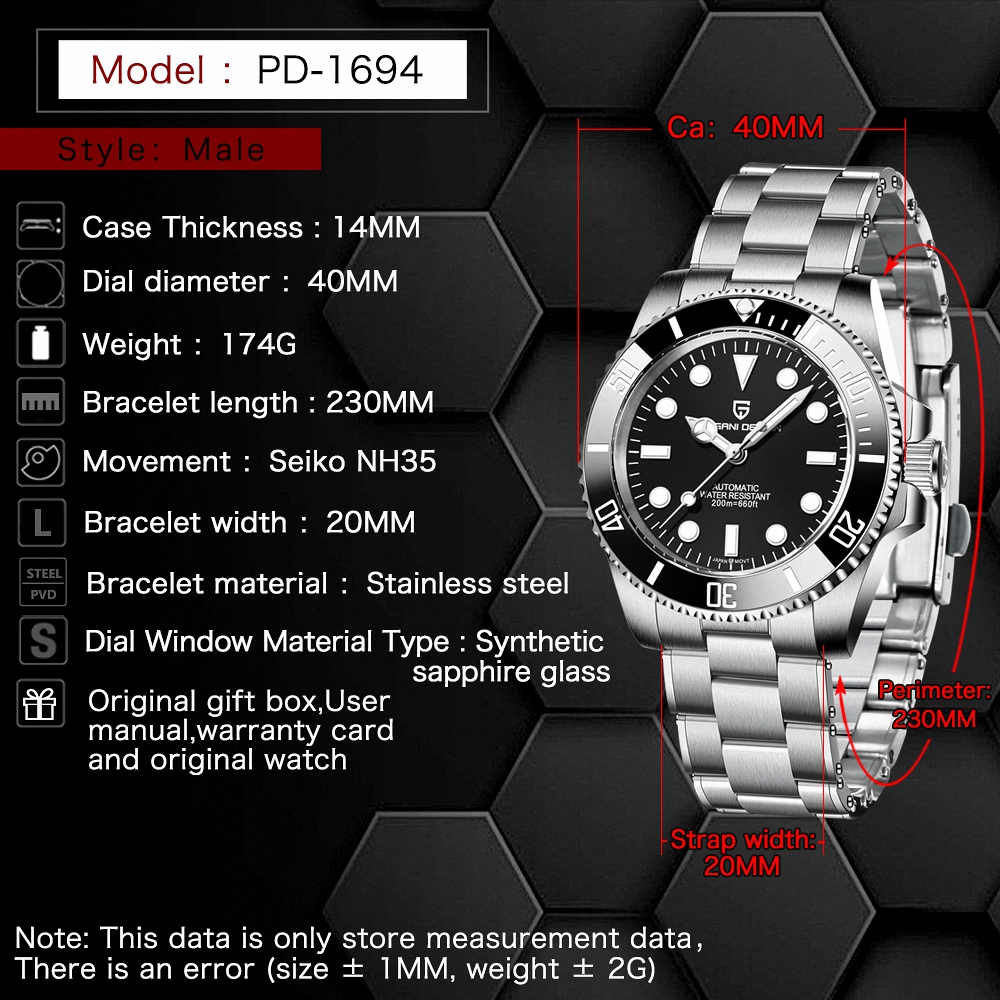 Model : PD-1694
Style: Male
Ca: 40MM
Case Thickness : 14MM
Dial diameter : 40MM
Weight : 174G
Bracelet length : 230MM
Movement : Seiko NH35
L
Bracelet width : 20MM
STEEL
PVD
Bracelet material : Stainless steel
S
Dial Window Material Type : Synthetic
sapphire glass
Original gift box,User
manual,warranty card
and original watch
50
10
AUTOMATIC
WATER RESISTANT
200m=660ft
JAPAN MOVT
40
20
30
Perimeter:
230MM
Strap width:
20MM
Note: This data is only store measurement data,
There is an error (size ± 1MM, weight ± 2G)